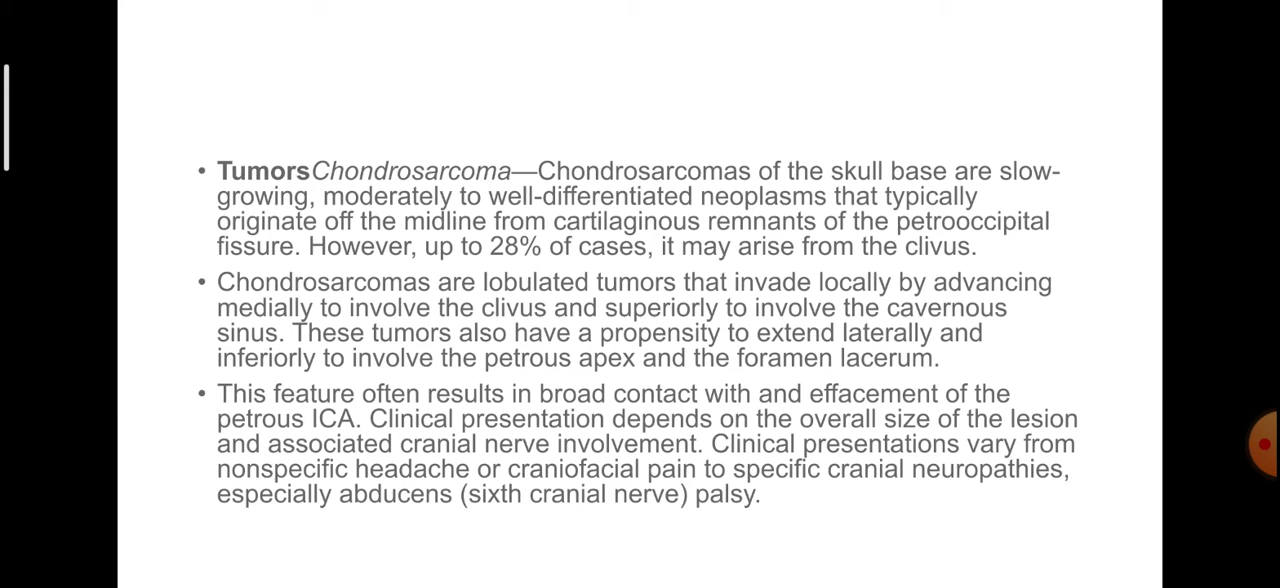 • TumorsChondrosarcoma—Chondrosarcomas of the skull base are slow-
growing, moderately to well-differentiated neoplasms that typically
originate off the midline from cartilaginous remnants of the petrooccipital
fissure. However, up to 28% of cases, it may arise from the clivus.
• Chondrosarcomas are lobulated tumors that invade locally by advancing
medially to involve the clivus and superiorly to involve the cavernous
sinus. These tumors also have a propensity to extend laterally and
inferiorly to involve the petrous apex and the foramen lacerum.
• This feature often results in broad contact with and effacement of the
petrous ICA. Clinical presentation depends on the overall size of the lesion
and associated cranial nerve involvement. Clinical presentations vary from
nonspecific headache or craniofacial pain to specific cranial neuropathies,
especially abducens (sixth cranial nerve) palsy.